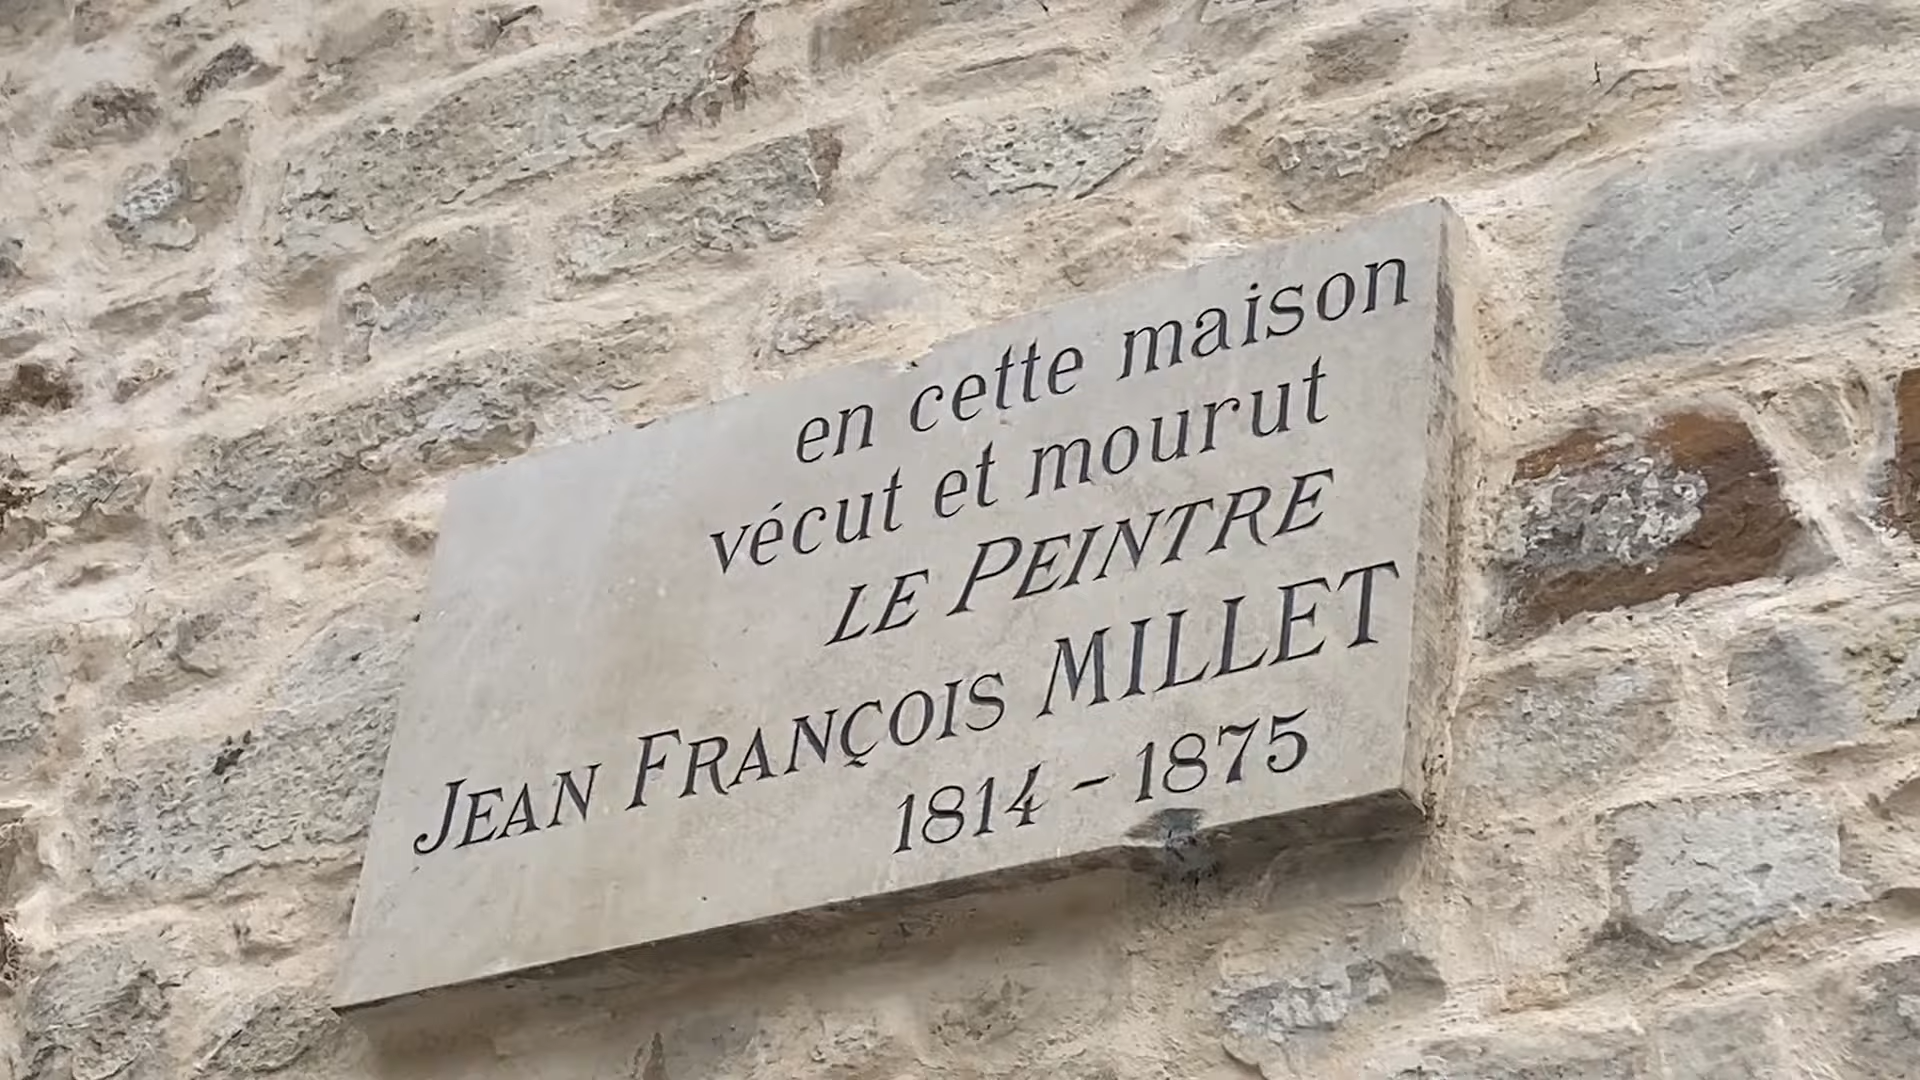 en cette maison
vécut et mourut
LE PEINTRE
JEAN FRANÇOIS MILLET
1814 - 1875